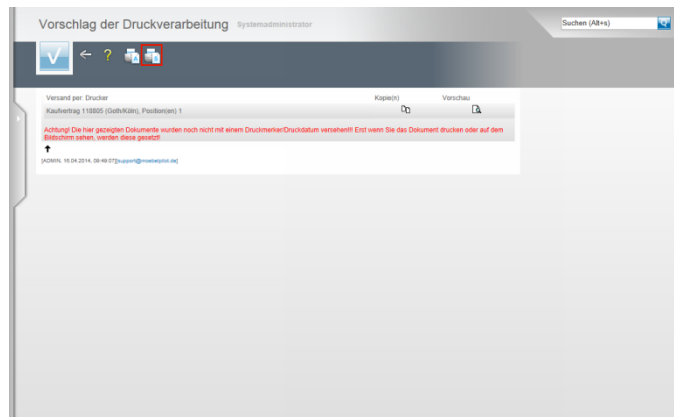 Vorschlag der Druckverarbeitung Systemadministrator
Suchen (Alt+s)
Versand per: Drucker Kopie(n) Vorschau
Kaufvertrag 118805 (Goth/Köln), Position(en) 1
Achtung! Die hier gezeigten Dokumente wurden noch nicht mit einem Druckmerker/Druckdatum versehen!!! Erst wenn Sie das Dokument drucken oder auf dem
Bildschirm sehen, werden diese gesetzt!
[ADMIN, 16.04.2014, 08:49:07][support@moebelpilot.de]